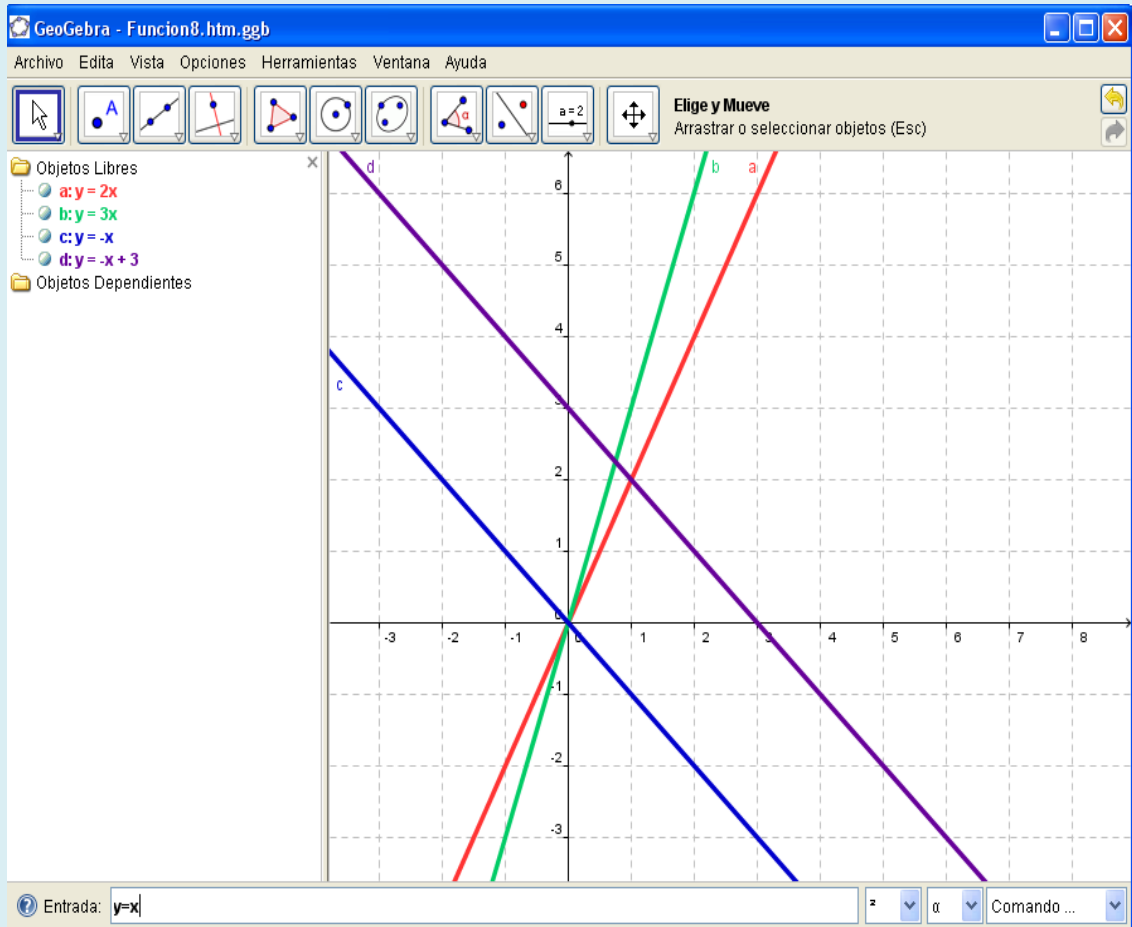 GeoGebra - Funcion8.htm.ggb
Archivo Edita Vista Opciones Herramientas Ventana Ayuda
A
α
a=2
Elige y Mueve
Arrastrar o seleccionar objetos (Esc)
Objetos Libres
a: y = 2x
b: y = 3x
c: y = -x
d: y = -x + 3
Objetos Dependientes
d
b
a
c
6
5
4
3
2
1
0
-1
-2
-3
-3 -2 -1 0 1 2 3 4 5 6 7 8
Entrada: y=x
² α Comando ...